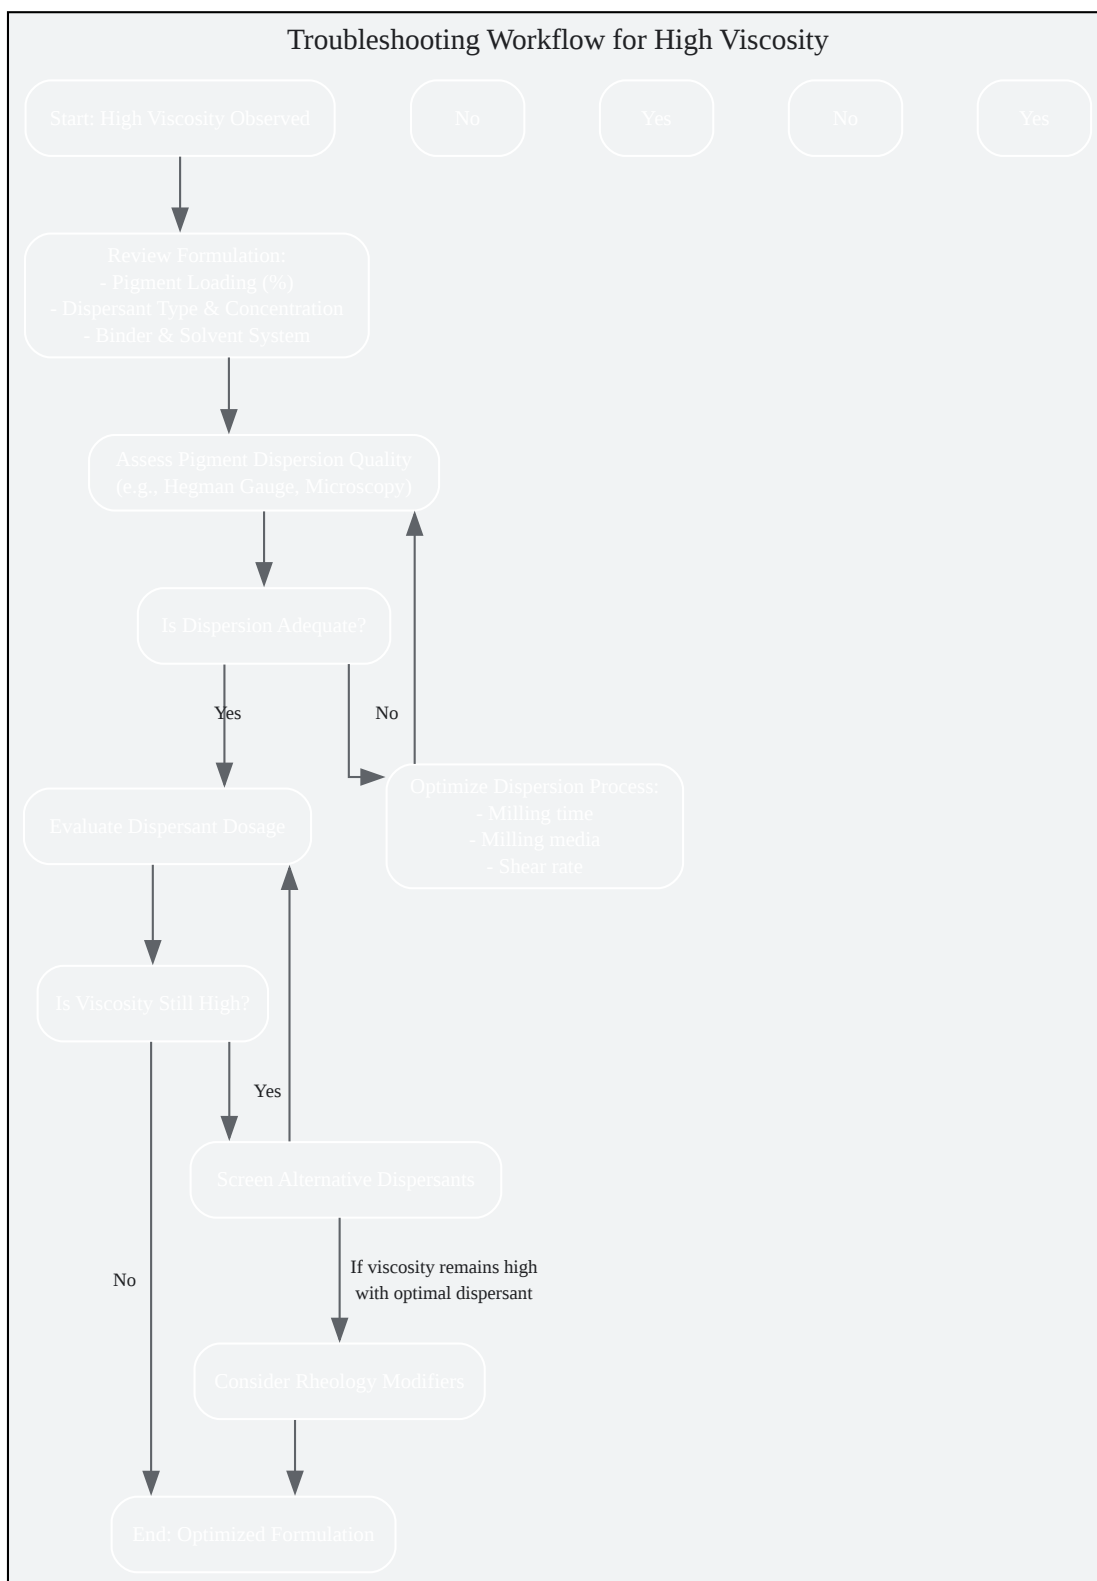 Troubleshooting Workflow for High Viscosity
Start: High Viscosity Observed
No
Yes
No
Yes
Review Formulation:
- Pigment Loading (%)
- Dispersant Type & Concentration
- Binder & Solvent System
Assess Pigment Dispersion Quality
(e.g., Hegman Gauge, Microscopy)
Is Dispersion Adequate?
Yes
No
Optimize Dispersion Process:
- Milling time
- Milling media
- Shear rate
Evaluate Dispersant Dosage
Is Viscosity Still High?
Yes
Screen Alternative Dispersants
If viscosity remains high
with optimal dispersant
No
Consider Rheology Modifiers
End: Optimized Formulation